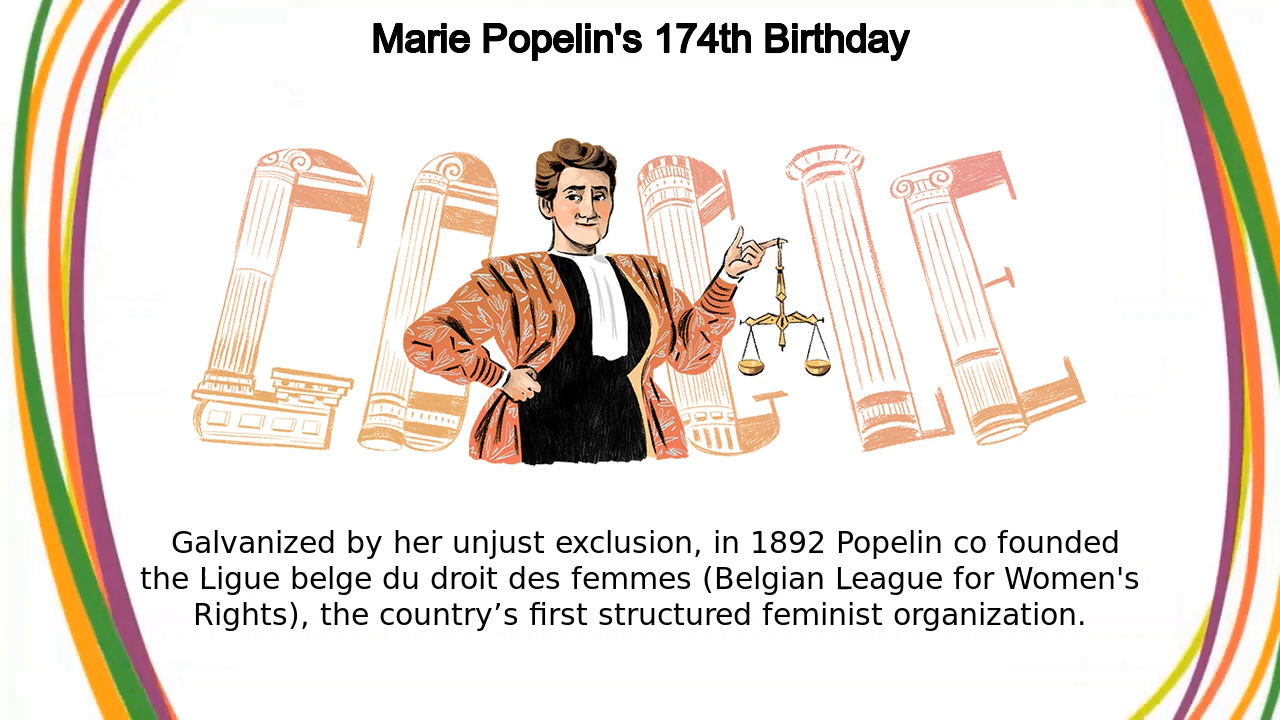 Marie Popelin's 174th Birthday
GOOGLE
Galvanized by her unjust exclusion, in 1892 Popelin co founded
the Ligue belge du droit des femmes (Belgian League for Women's
Rights), the country’s first structured feminist organization.